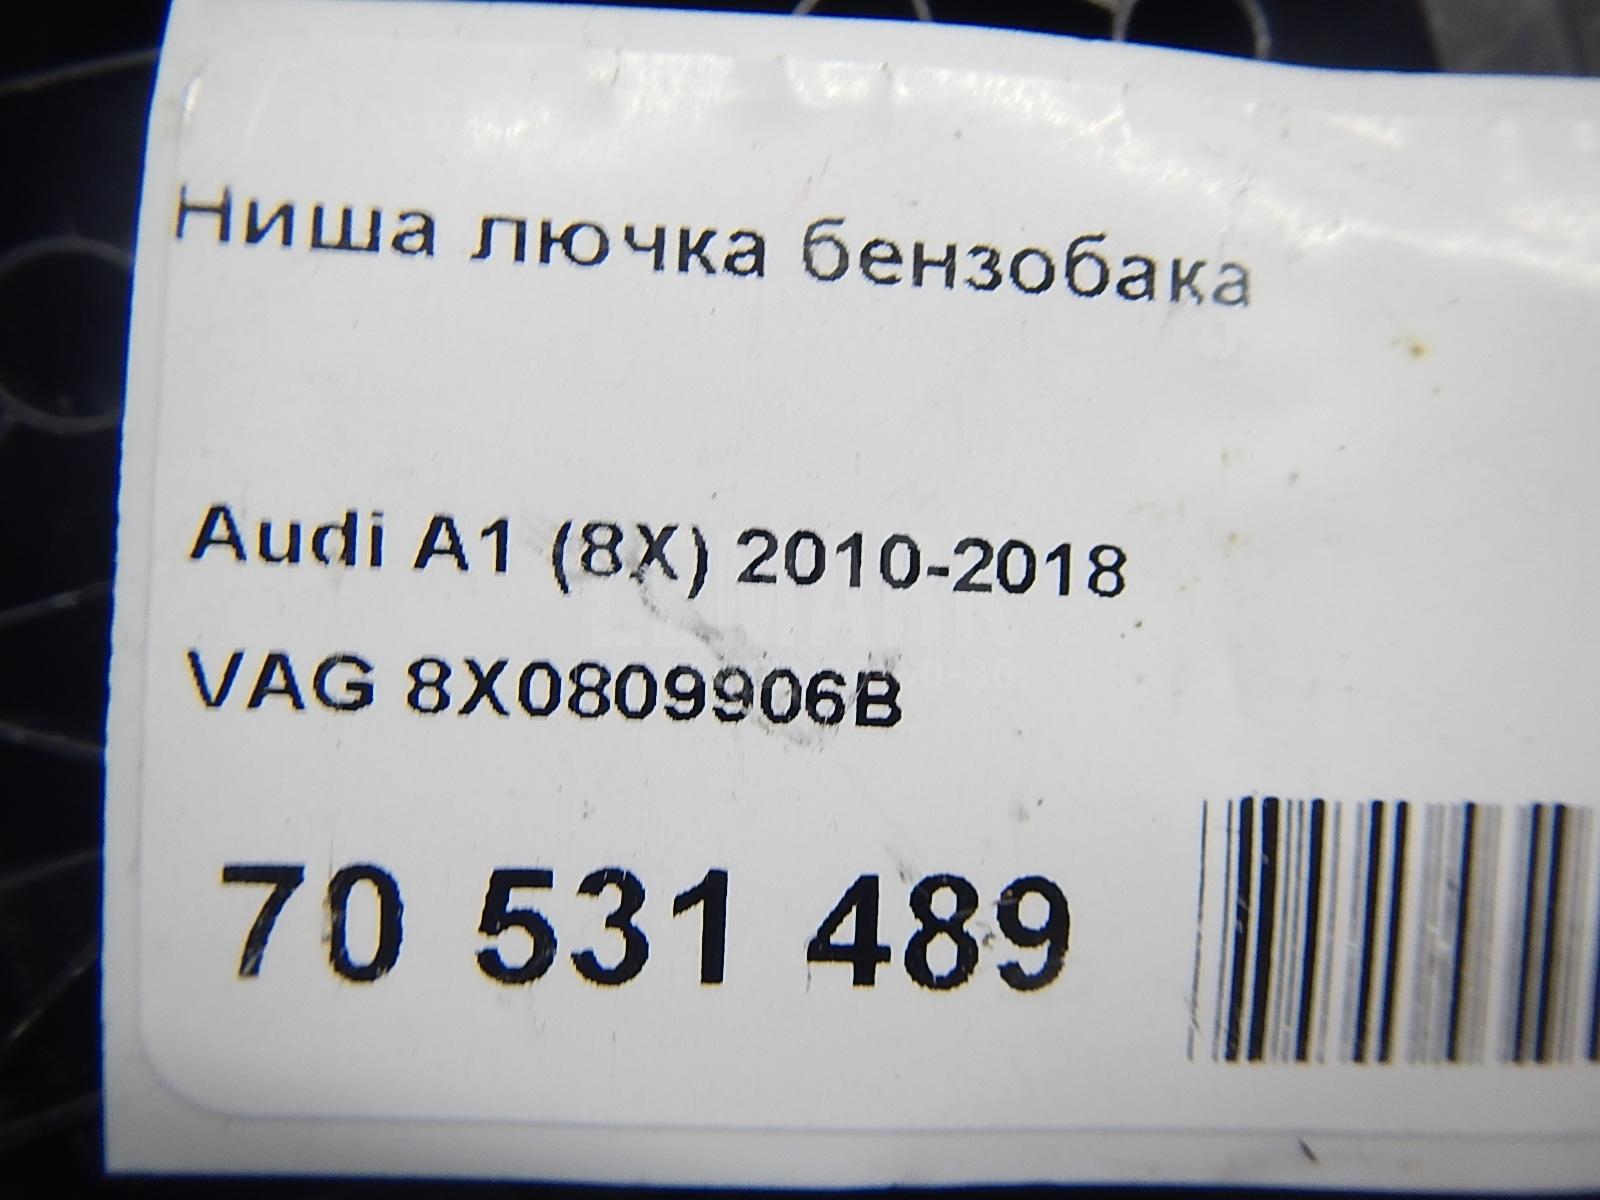 Ниша лючка бензобака
Audi A1 (8X) 2010-2018
VAG 8X0809906B
70 531 489